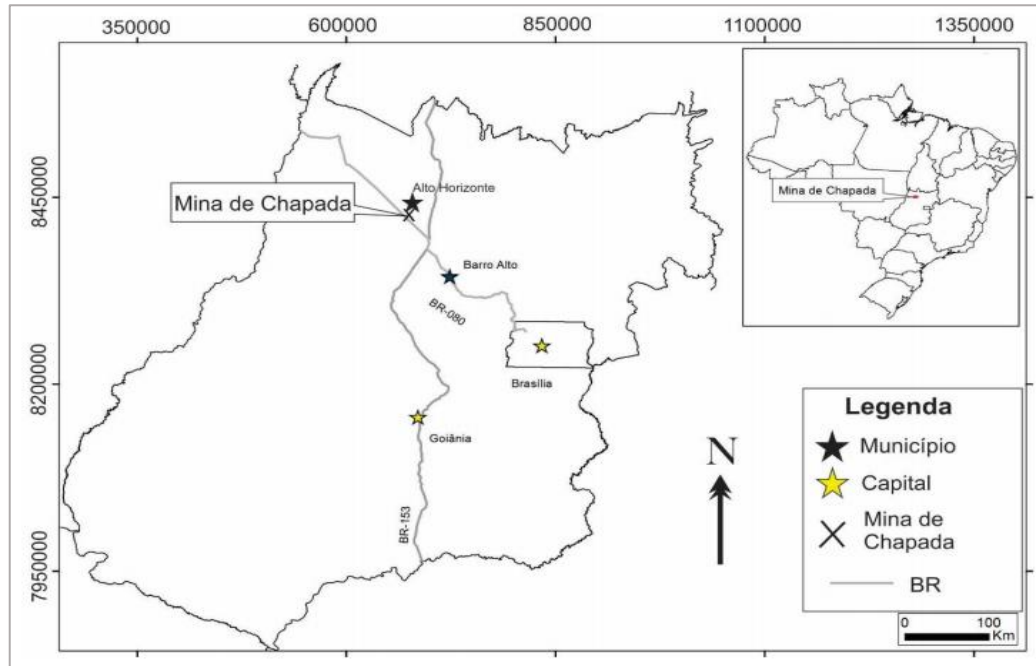 350000 600000 850000 1100000 1350000
8450000
8200000
7950000
Alto Horizonte
Mina de Chapada
Barro Alto
BR-080
Brasília
Goiânia
BR-153
Mina de Chapada
N
Legenda
Município
Capital
Mina de
Chapada
BR
0 100
Km